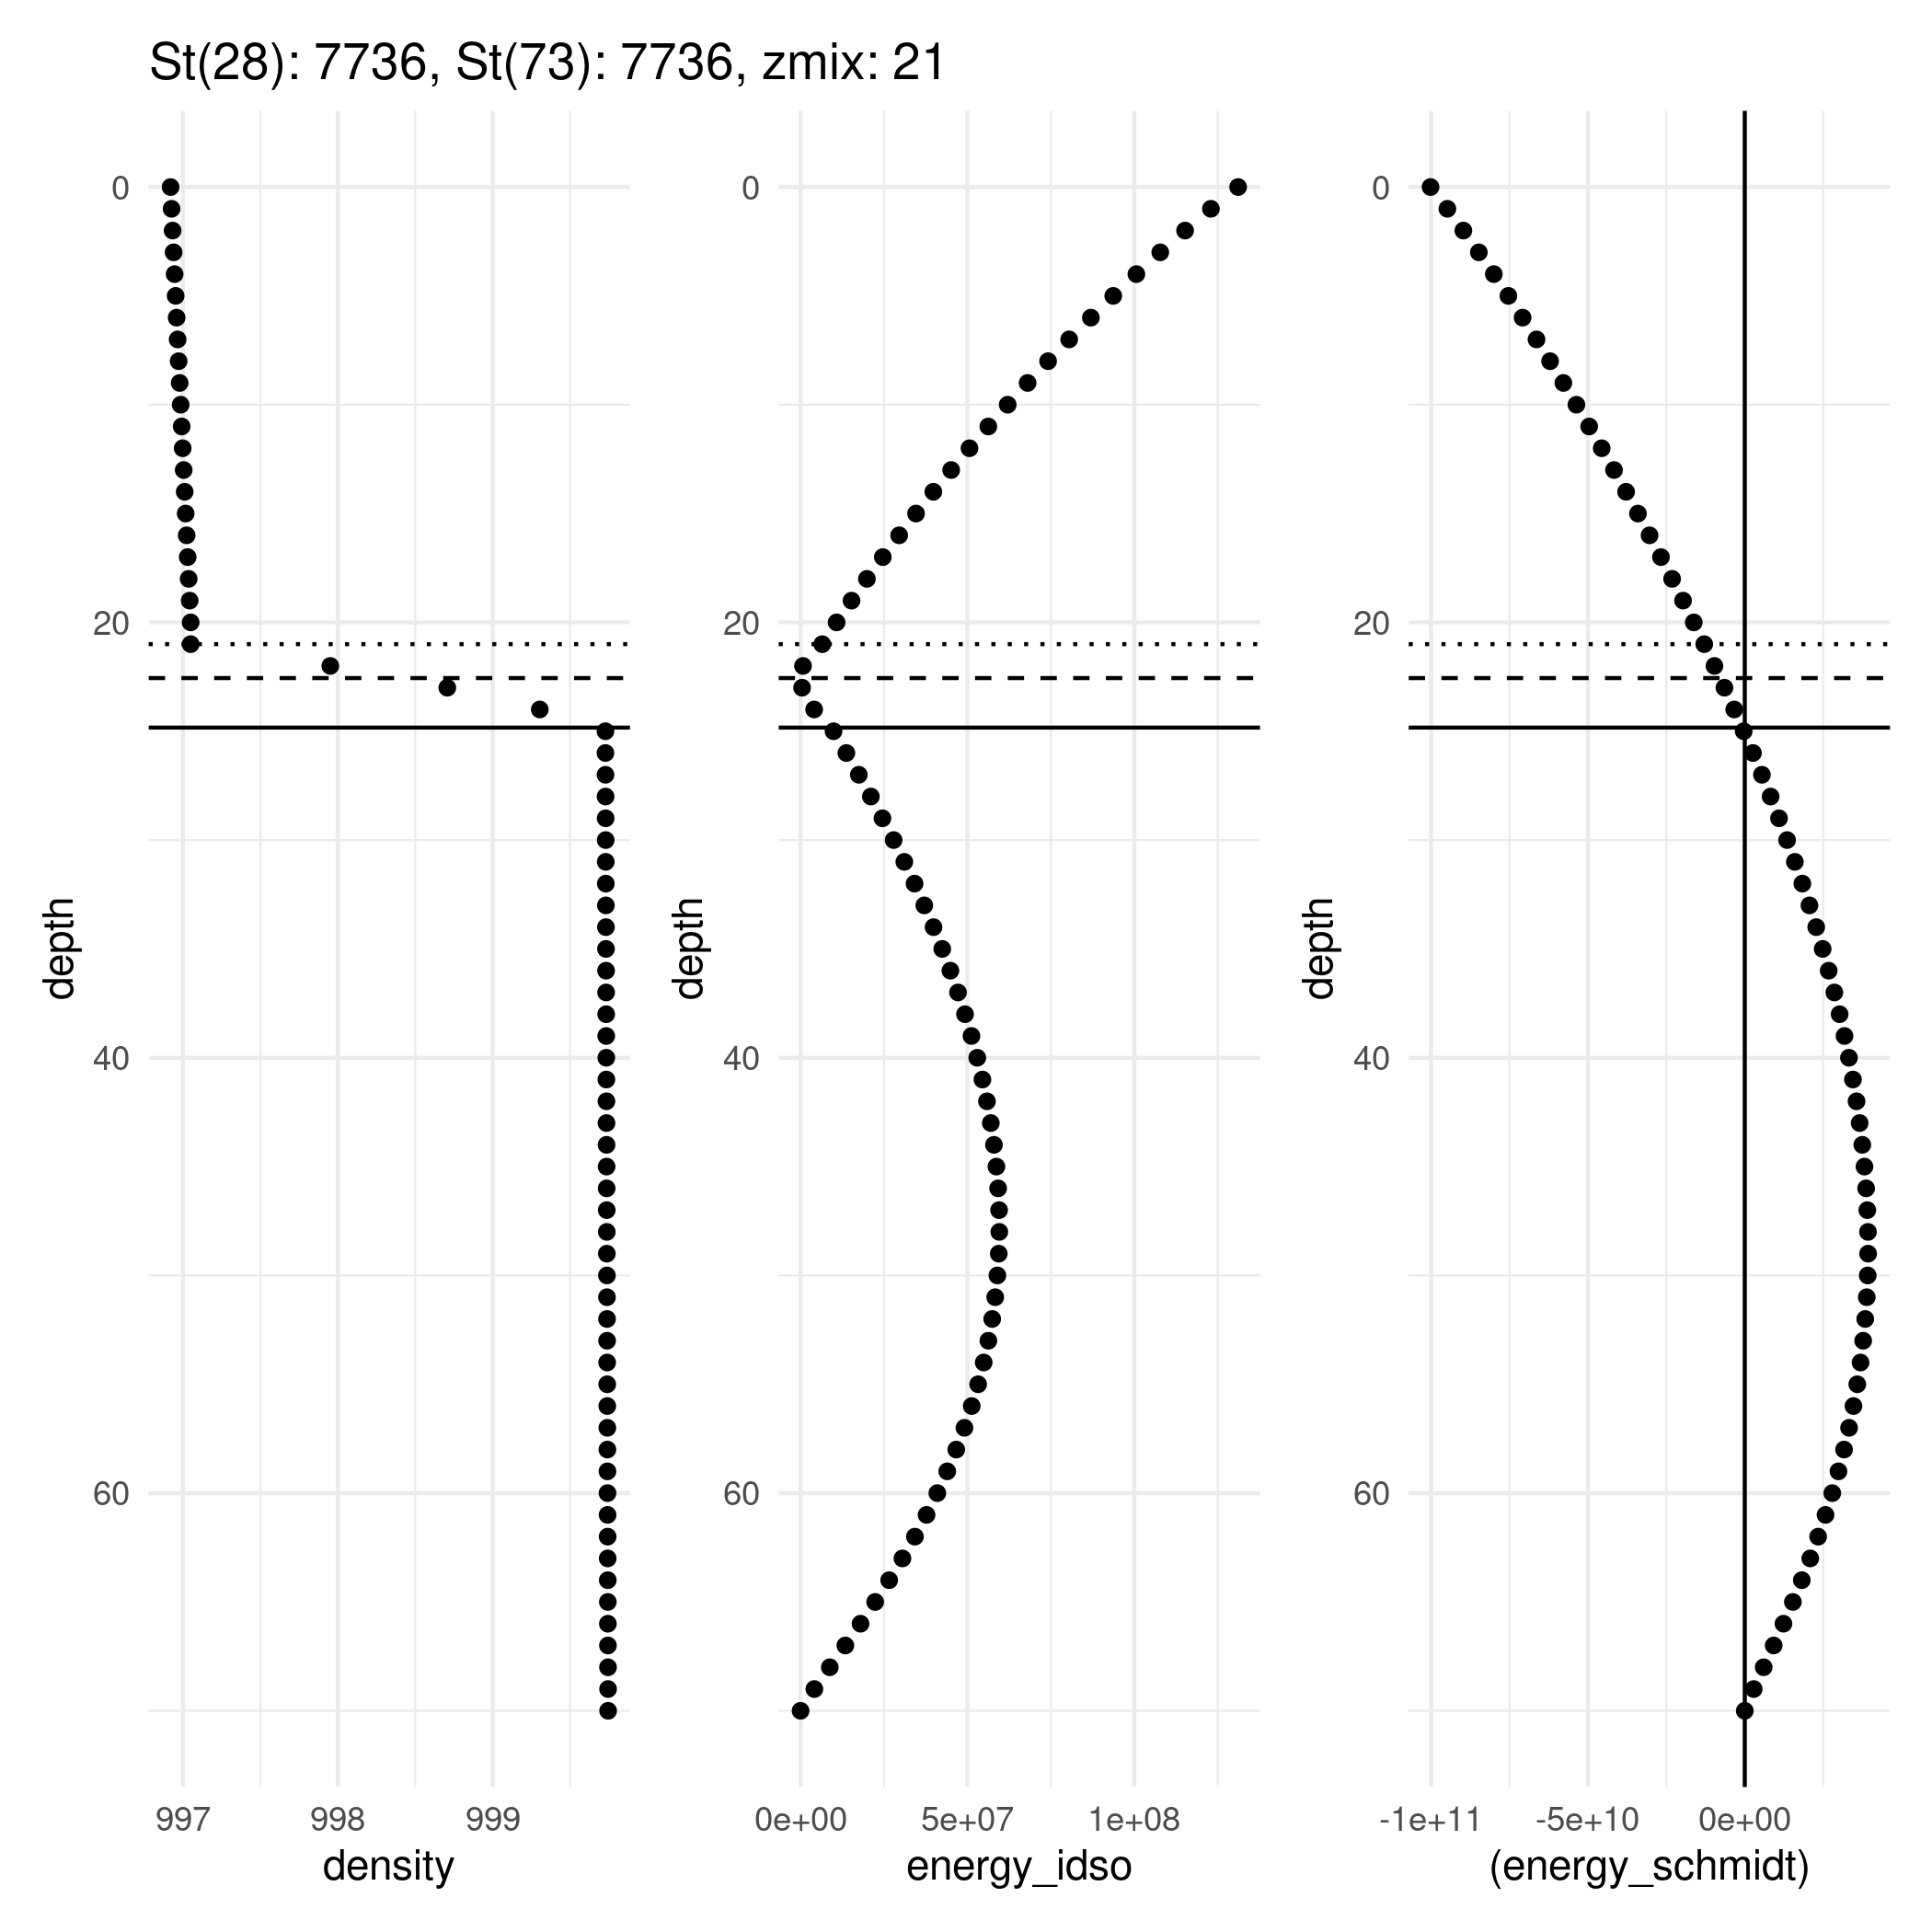 St(28): 7736, St(73): 7736, zmix: 21
0
20
40
60
depth
997 998 999
density
0
20
40
60
depth
0e+00 5e+07 1e+08
energy_idso
0
20
40
60
depth
-1e+11 -5e+10 0e+00
(energy_schmidt)